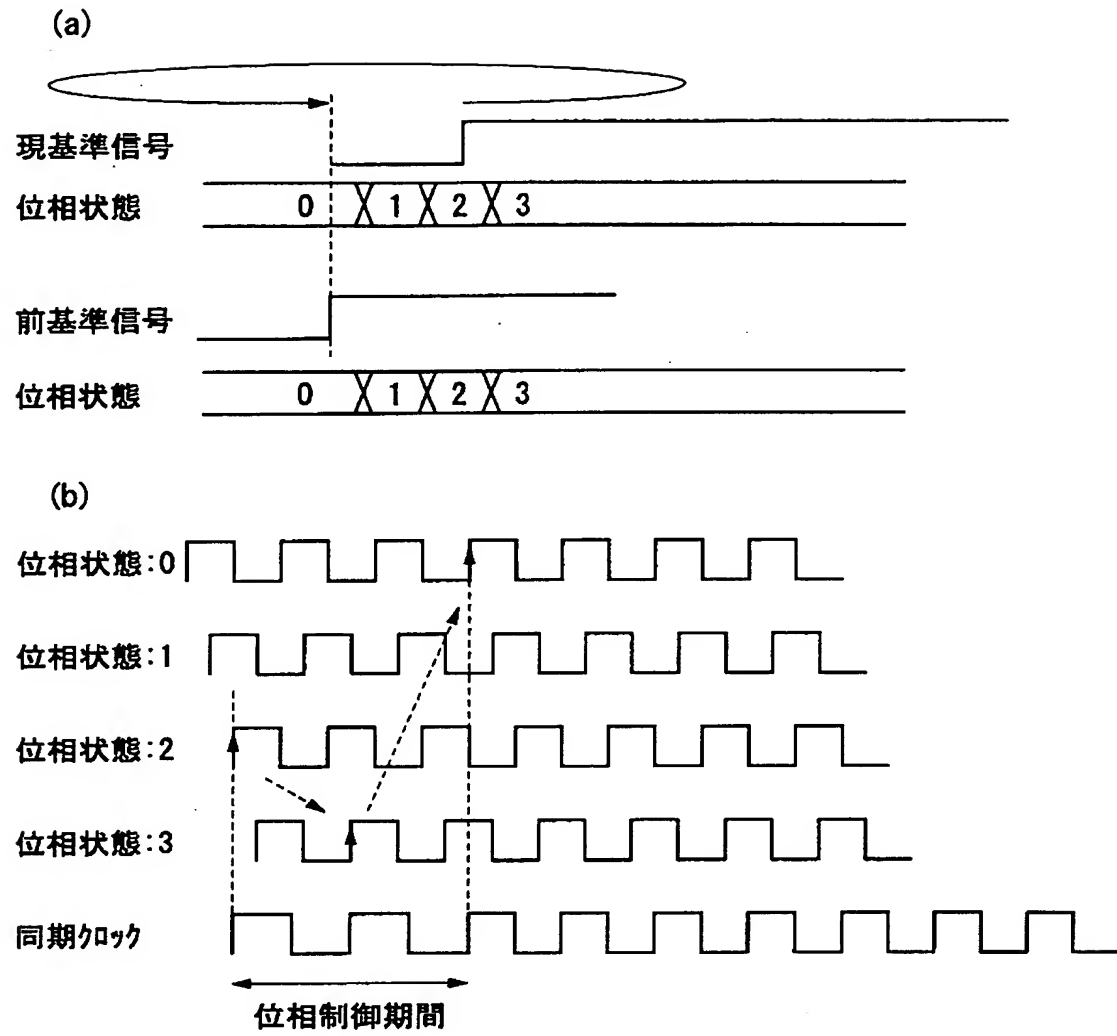 (a)
現基準信号
位相状態 0 1 2 3
前基準信号
位相状態 0 1 2 3
(b)
位相状態:0
位相状態:1
位相状態:2
位相状態:3
同期クロック
位相制御期間